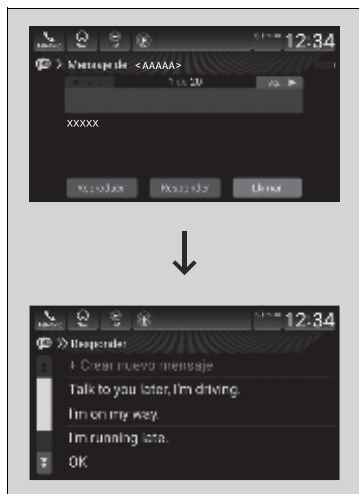 12:34
Mensaje de <AAAAA>
1 de 20
xxxxx
Reproducir Responder Llamar
12:34
Responder
+ Crear nuevo mensaje
Talk to you later, I'm driving.
I'm on my way.
I'm running late.
OK